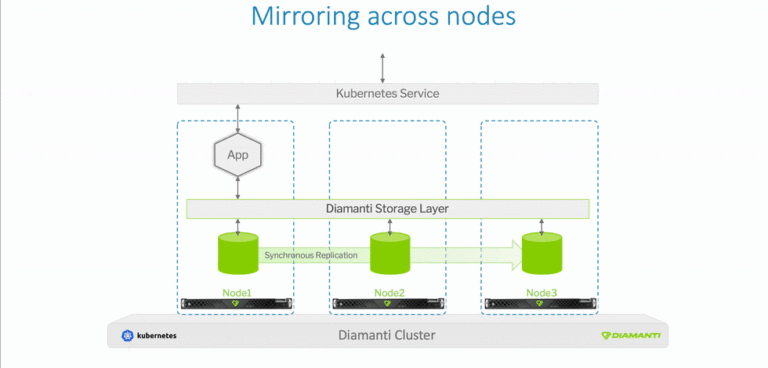 Mirroring across nodes
Kubernetes Service
App
Diamanti Storage Layer
Synchronous Replication
Node1
Node2
Node3
kubernetes
Diamanti Cluster
DIAMANTI